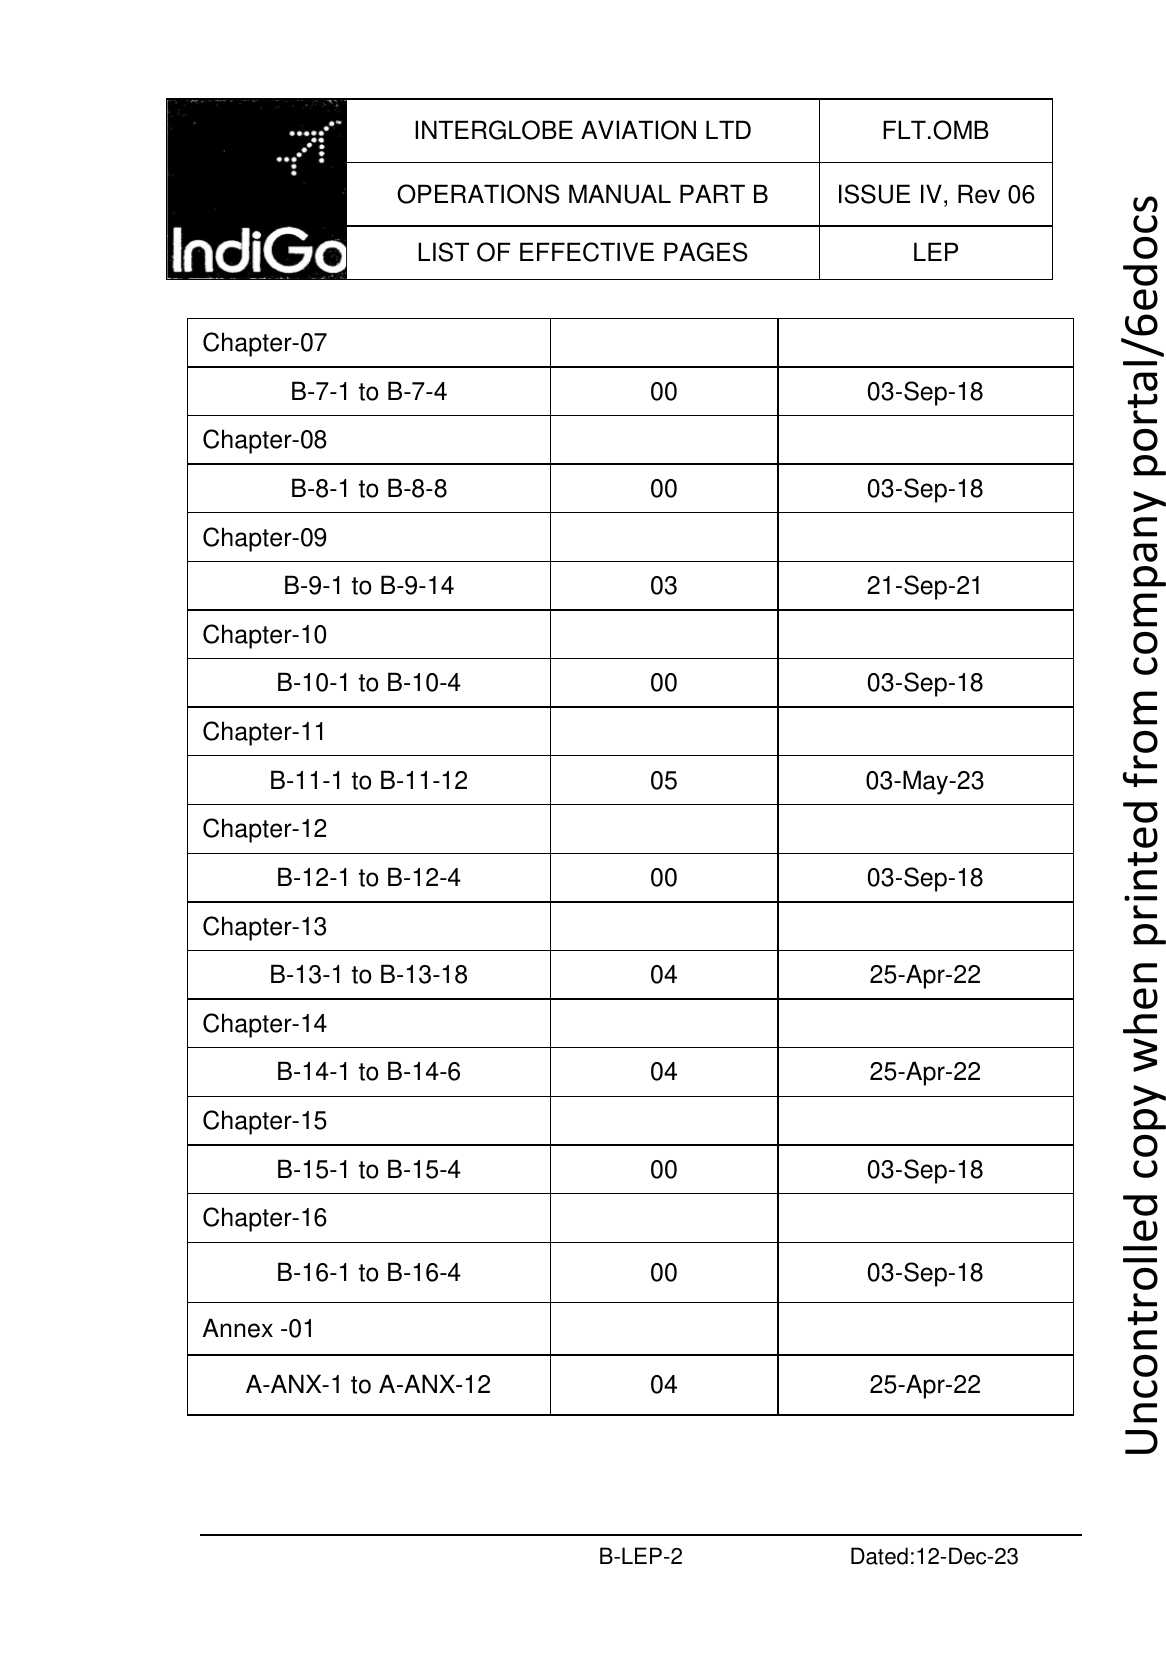 IndiGo
INTERGLOBE AVIATION LTD
FLT.OMB
OPERATIONS MANUAL PART B
ISSUE IV, Rev 06
LIST OF EFFECTIVE PAGES
LEP
Chapter-07
B-7-1 to B-7-4 00 03-Sep-18
Chapter-08
B-8-1 to B-8-8 00 03-Sep-18
Chapter-09
B-9-1 to B-9-14 03 21-Sep-21
Chapter-10
B-10-1 to B-10-4 00 03-Sep-18
Chapter-11
B-11-1 to B-11-12 05 03-May-23
Chapter-12
B-12-1 to B-12-4 00 03-Sep-18
Chapter-13
B-13-1 to B-13-18 04 25-Apr-22
Chapter-14
B-14-1 to B-14-6 04 25-Apr-22
Chapter-15
B-15-1 to B-15-4 00 03-Sep-18
Chapter-16
B-16-1 to B-16-4 00 03-Sep-18
Annex -01
A-ANX-1 to A-ANX-12 04 25-Apr-22
B-LEP-2 Dated:12-Dec-23
Uncontrolled copy when printed from company portal/6edocs